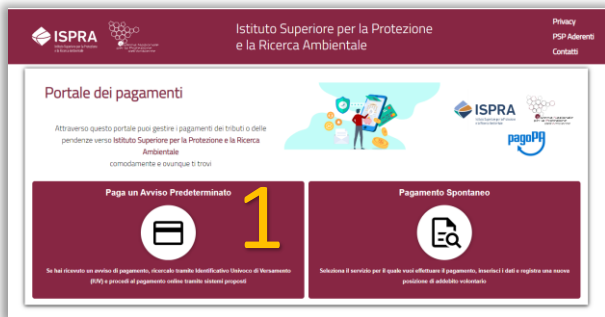 ISPRA
Istituto Superiore per la Protezione
e la Ricerca Ambientale
Privacy
PSP Aderenti
Contatti
Portale dei pagamenti
Attraverso questo portale puoi gestire i pagamenti dei tributi o delle
pendenze verso Istituto Superiore per la Protezione e la Ricerca
Ambientale
comodamente e ovunque ti trovi
ISPRA
pagoPA
Paga un Avviso Predeterminato
1
Se hai ricevuto un avviso di pagamento, ricercalo tramite Identificativo Univoco di Versamento
(IUV) e procedi al pagamento online tramite sistemi proposti
Pagamento Spontaneo
Seleziona il servizio per il quale vuoi effettuare il pagamento, inserisci i dati e registra una nuova
posizione di addebito volontario